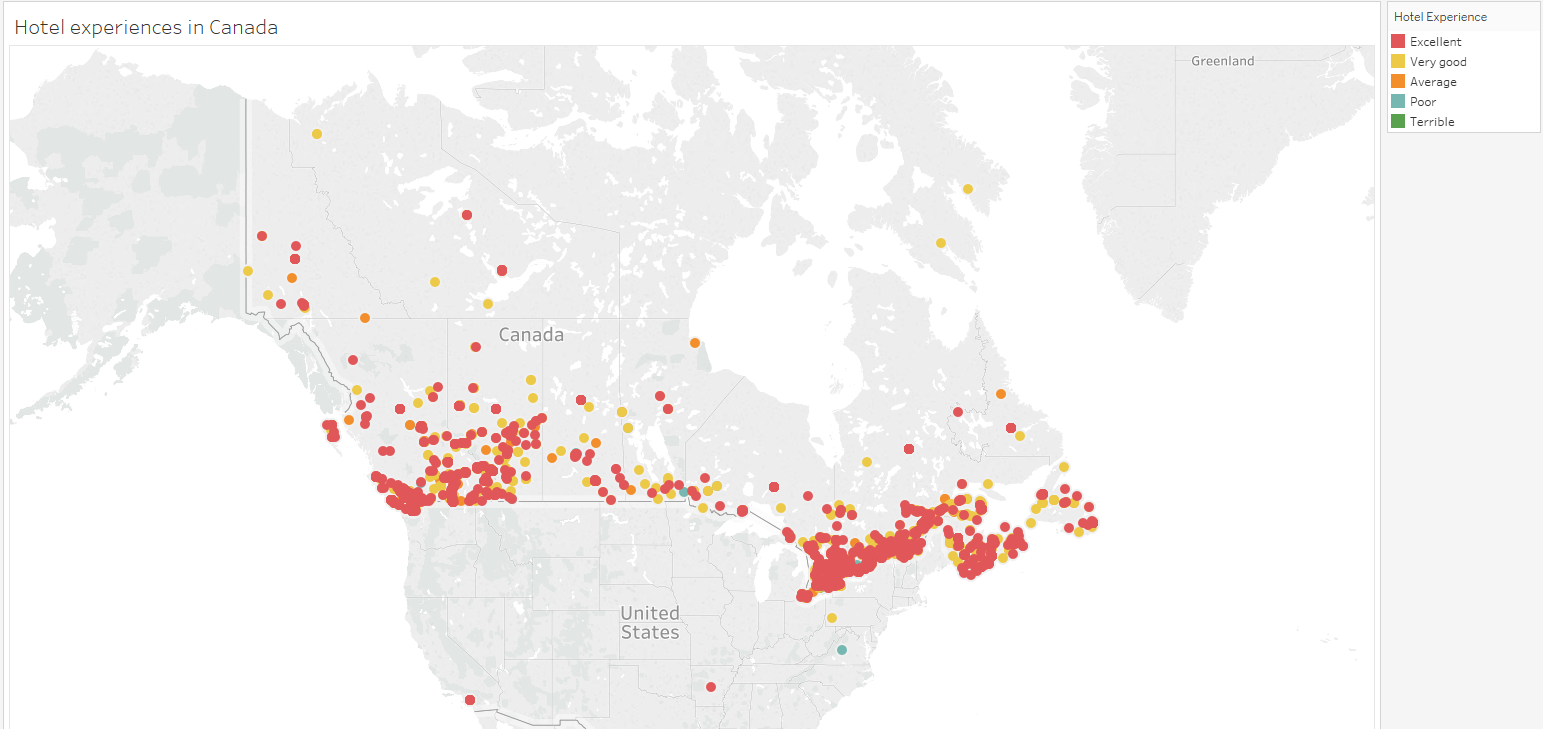 Hotel experiences in Canada
Hotel Experience
Excellent
Very good
Average
Poor
Terrible
Greenland
Canada
United
States